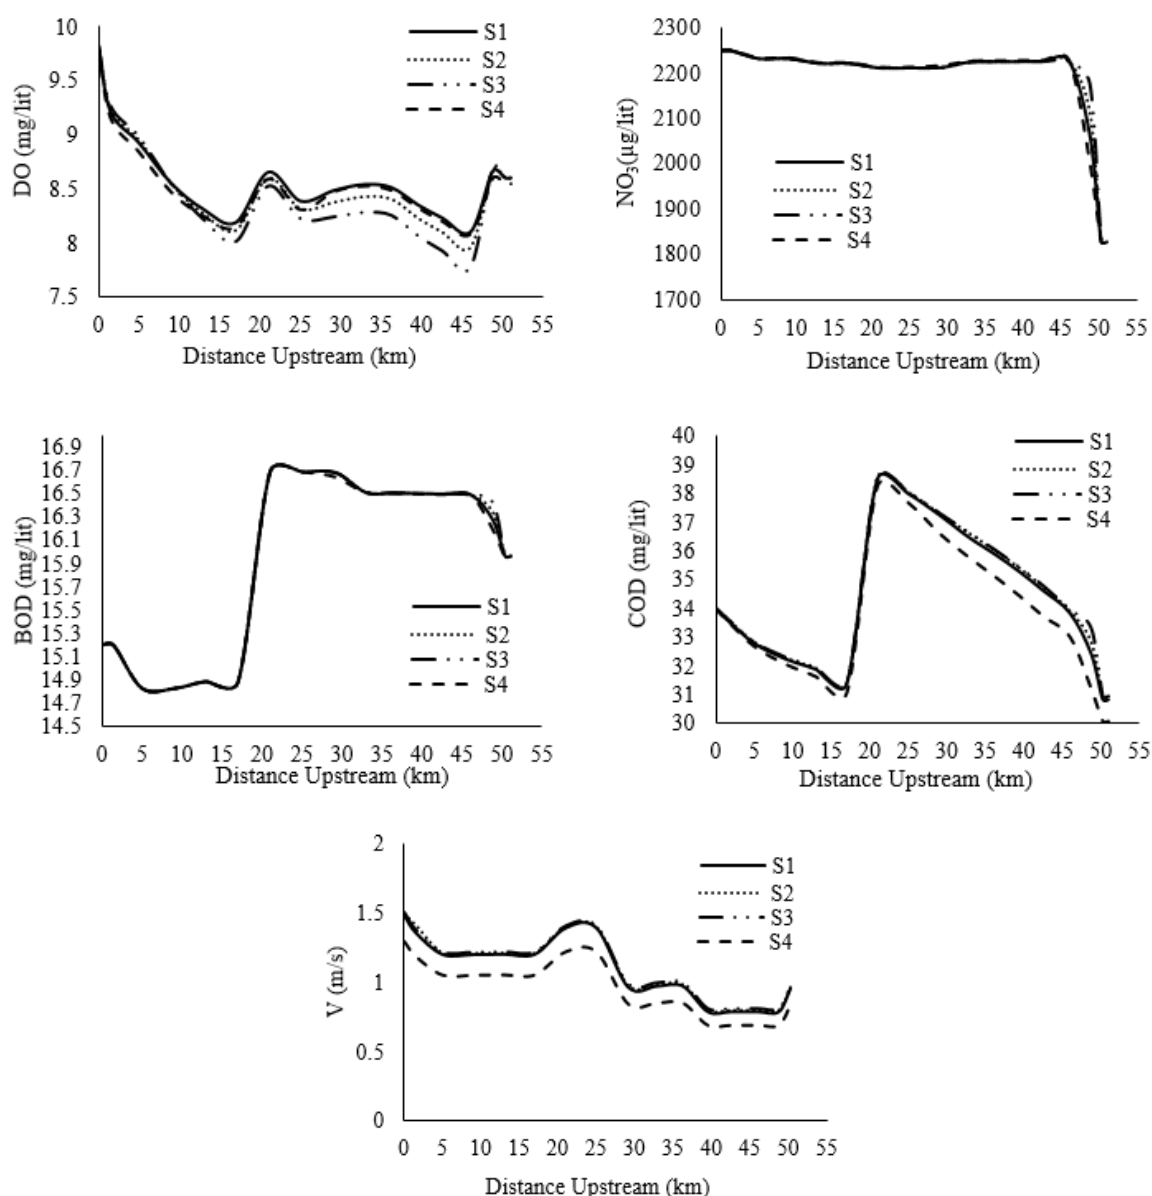 DO (mg/lit)
10
9.5
9
8.5
8
7.5
S1
S2
S3
S4
0 5 10 15 20 25 30 35 40 45 50 55
Distance Upstream (km)
NO3(µg/lit)
2300
2200
2100
2000
1900
1800
1700
S1
S2
S3
S4
0 5 10 15 20 25 30 35 40 45 50 55
Distance Upstream (km)
BOD (mg/lit)
16.9
16.7
16.5
16.3
16.1
15.9
15.7
15.5
15.3
15.1
14.9
14.7
14.5
S1
S2
S3
S4
0 5 10 15 20 25 30 35 40 45 50 55
Distance Upstream (km)
COD (mg/lit)
40
39
38
37
36
35
34
33
32
31
30
S1
S2
S3
S4
0 5 10 15 20 25 30 35 40 45 50 55
Distance Upstream (km)
V (m/s)
2
1.5
1
0.5
0
S1
S2
S3
S4
0 5 10 15 20 25 30 35 40 45 50 55
Distance Upstream (km)